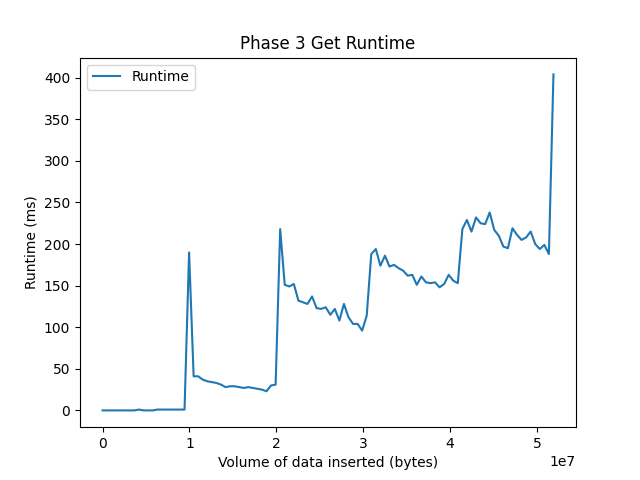 Phase 3 Get Runtime
Runtime
Runtime (ms)
400
350
300
250
200
150
100
50
0
0 1 2 3 4 5
1e7
Volume of data inserted (bytes)